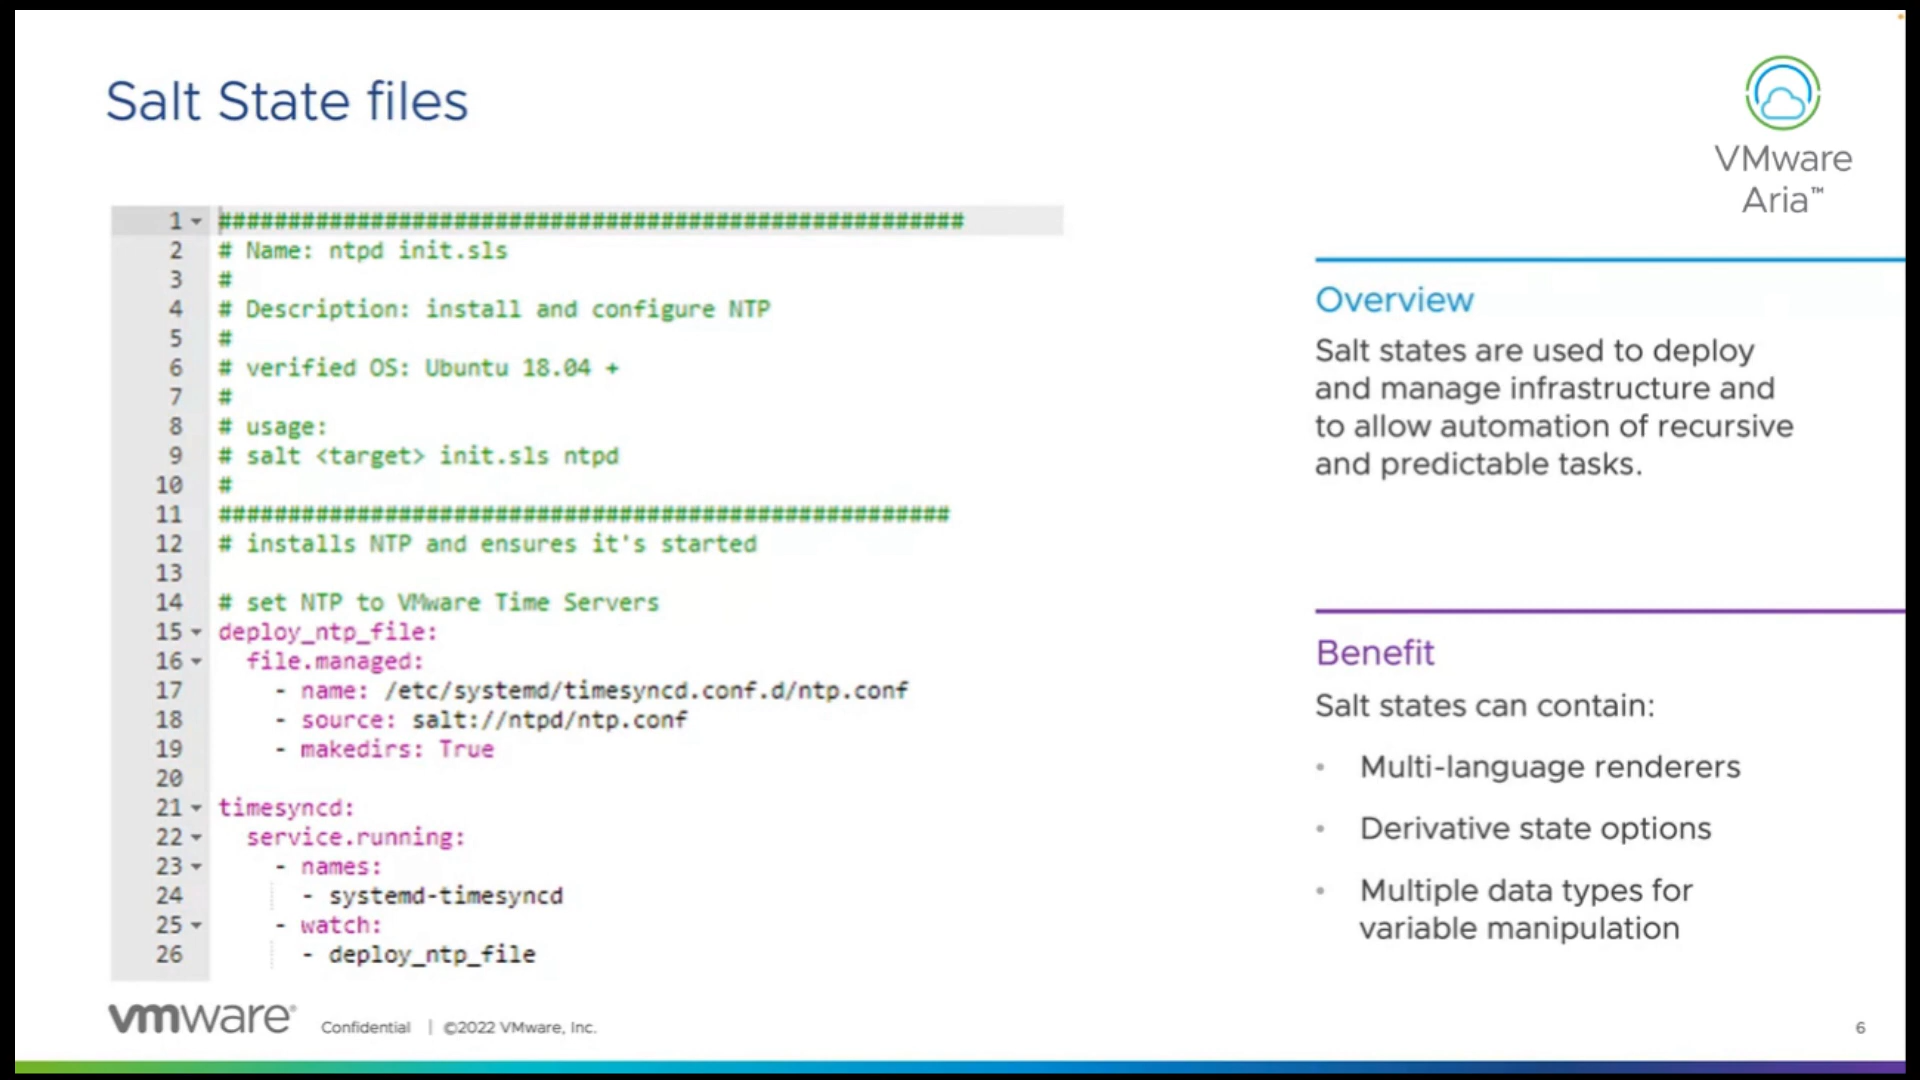 Salt State files
VMware
Aria™
1 ######################################################
2 # Name: ntpd init.sls
3 #
4 # Description: install and configure NTP
5 #
6 # verified OS: Ubuntu 18.04 +
7 #
8 # usage:
9 # salt <target> init.sls ntpd
10 #
11 #####################################################
12 # installs NTP and ensures it's started
13
14 # set NTP to VMware Time Servers
15 deploy_ntp_file:
16   file.managed:
17     - name: /etc/systemd/timesyncd.conf.d/ntp.conf
18     - source: salt://ntpd/ntp.conf
19     - makedirs: True
20
21 timesyncd:
22   service.running:
23     - names:
24       - systemd-timesyncd
25     - watch:
26       - deploy_ntp_file
Overview
Salt states are used to deploy
and manage infrastructure and
to allow automation of recursive
and predictable tasks.
Benefit
Salt states can contain:
• Multi-language renderers
• Derivative state options
• Multiple data types for
variable manipulation
vmware® Confidential | ©2022 VMware, Inc.
6